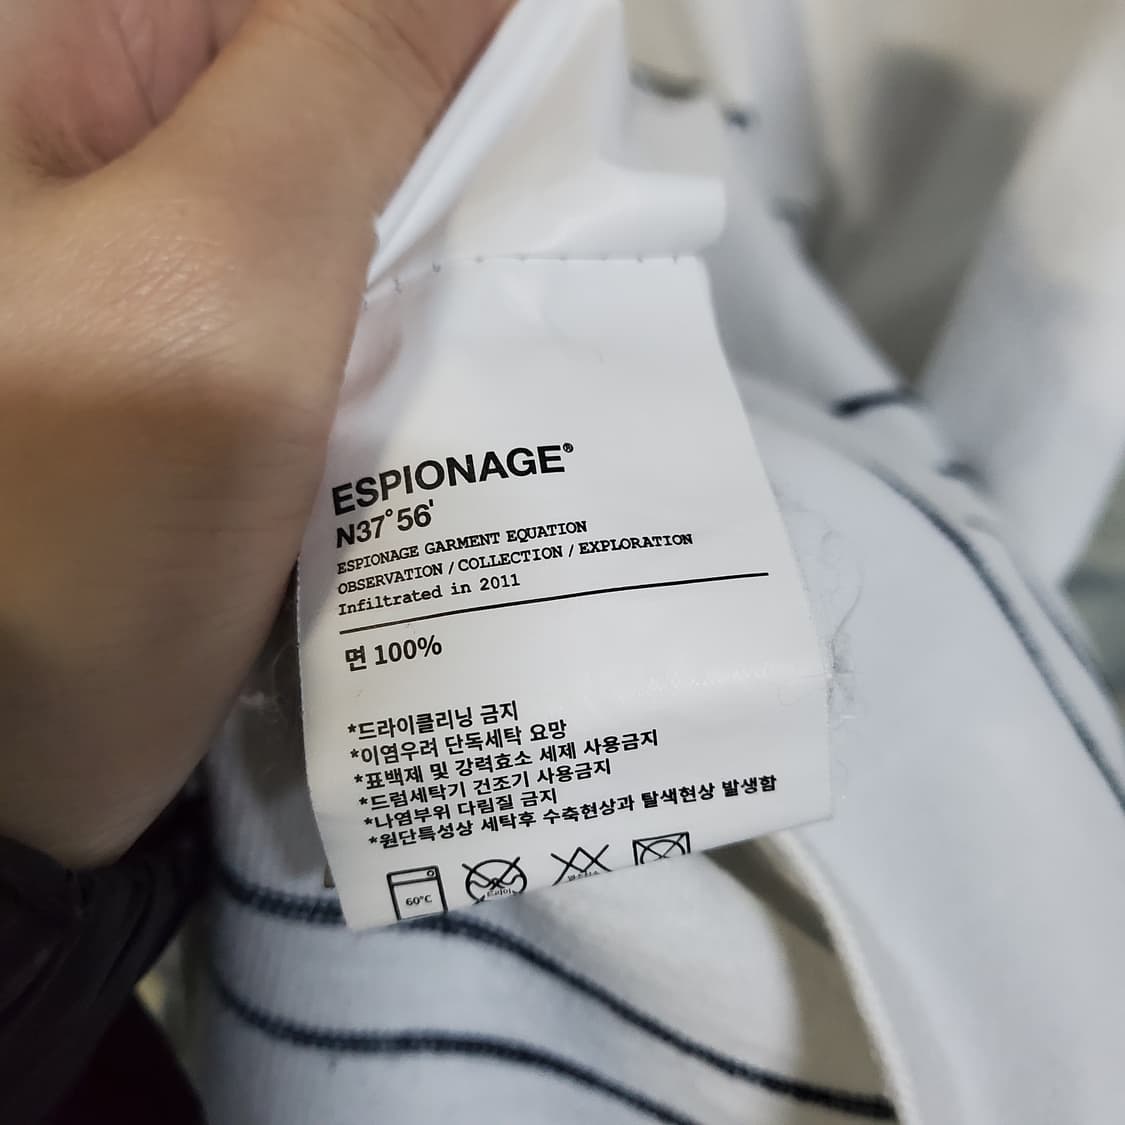 ESPIONAGE®
N37°56'
ESPIONAGE GARMENT EQUATION
OBSERVATION / COLLECTION / EXPLORATION
Infiltrated in 2011
면 100%
*드라이클리닝 금지
*이염우려 단독세탁 요망
*표백제 및 강력효소 세제 사용금지
*드럼세탁기 건조기 사용금지
*나염부위 다림질 금지
*원단특성상 세탁후 수축현상과 탈색현상 발생함
60°C
드라이